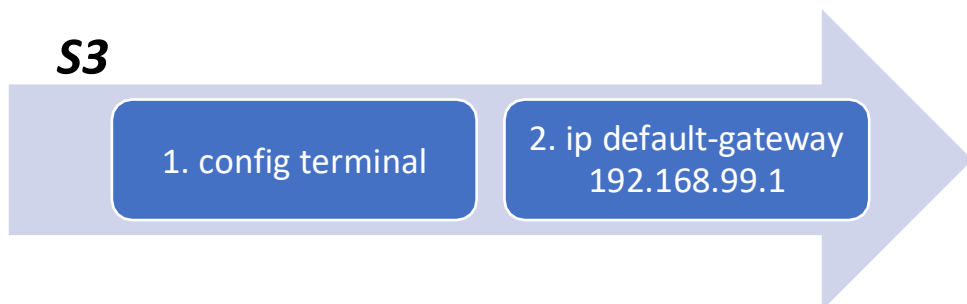 S3
1. config terminal
2. ip default-gateway
192.168.99.1